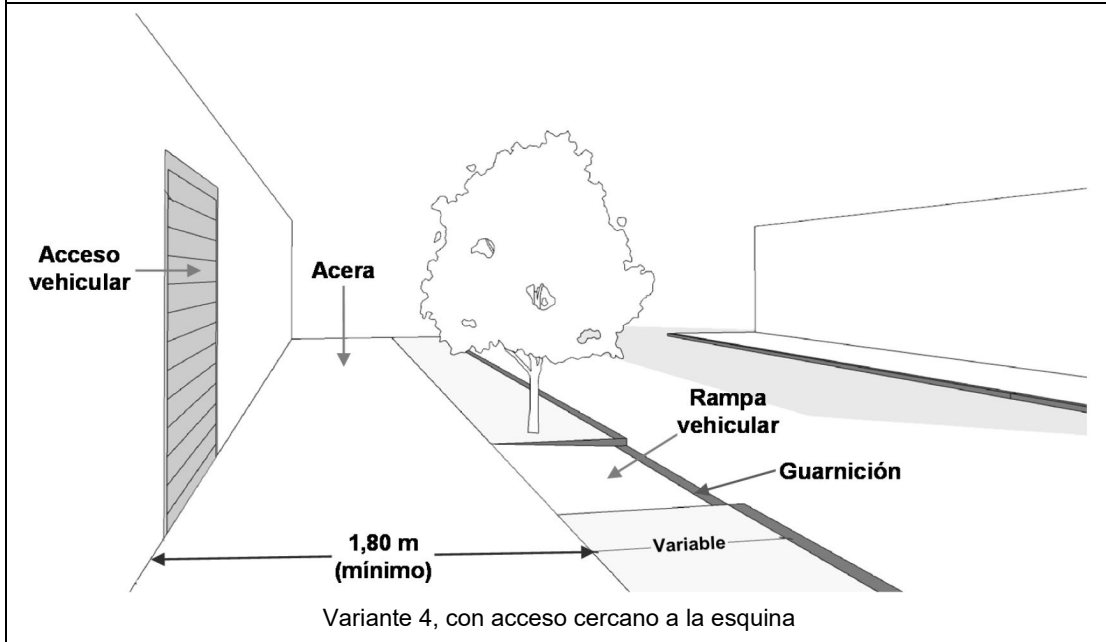 Acceso
vehicular
Acera
Rampa
vehicular
Guarnición
1,80 m
(mínimo)
Variable
Variante 4, con acceso cercano a la esquina